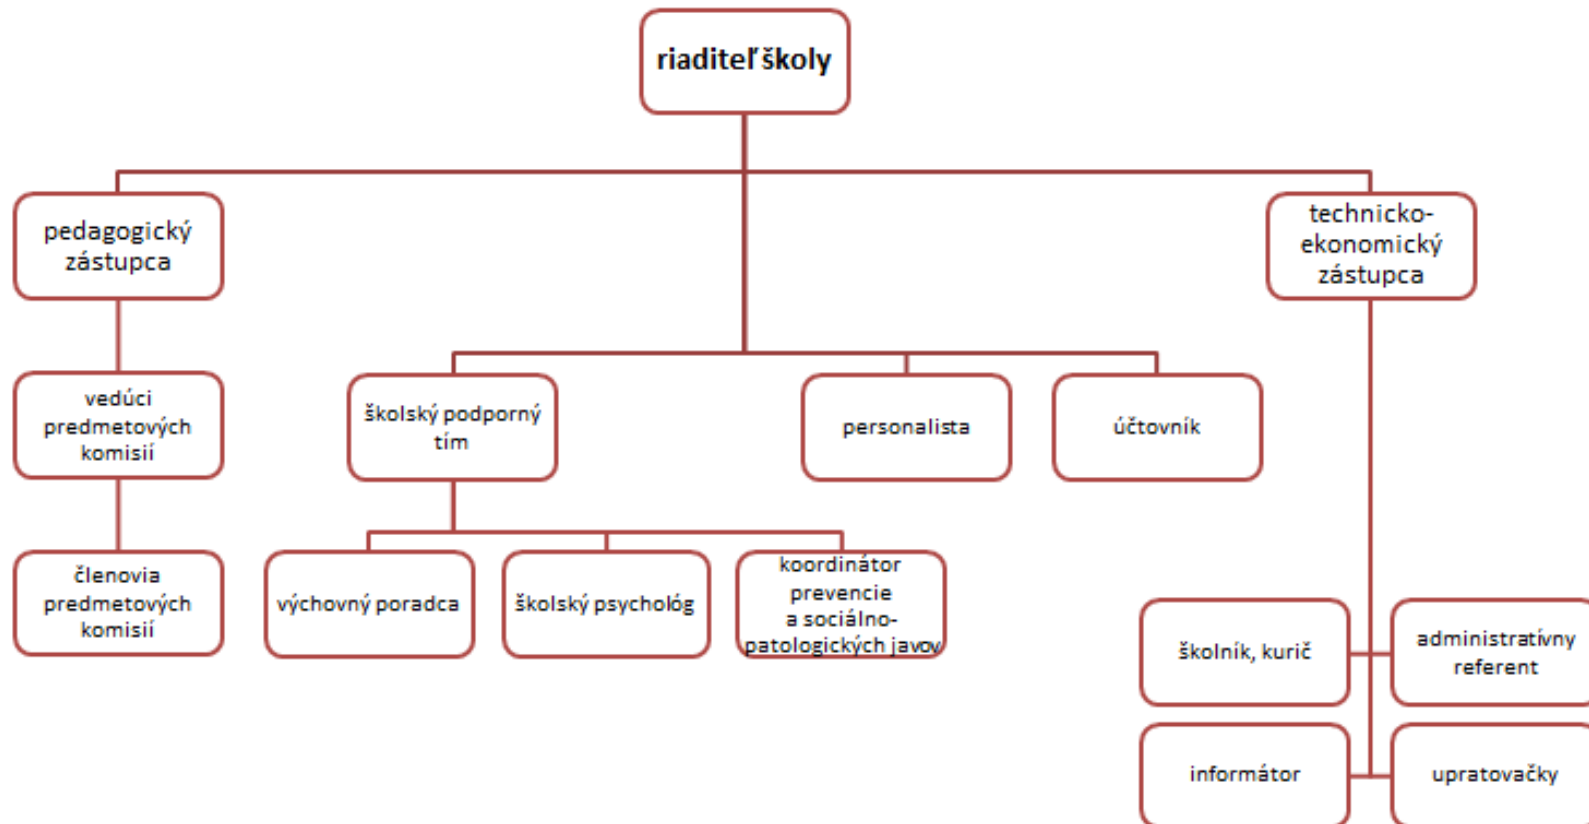 riaditeľ školy
pedagogický
zástupca
technicko-
ekonomický
zástupca
vedúci
predmetových
komisií
školský podporný
tím
personalista
účtovník
členovia
predmetových
komisií
výchovný poradca
školský psychológ
koordinátor
prevencie
a sociálno-
patologických javov
školník, kurič
administratívny
referent
informátor
upratovačky